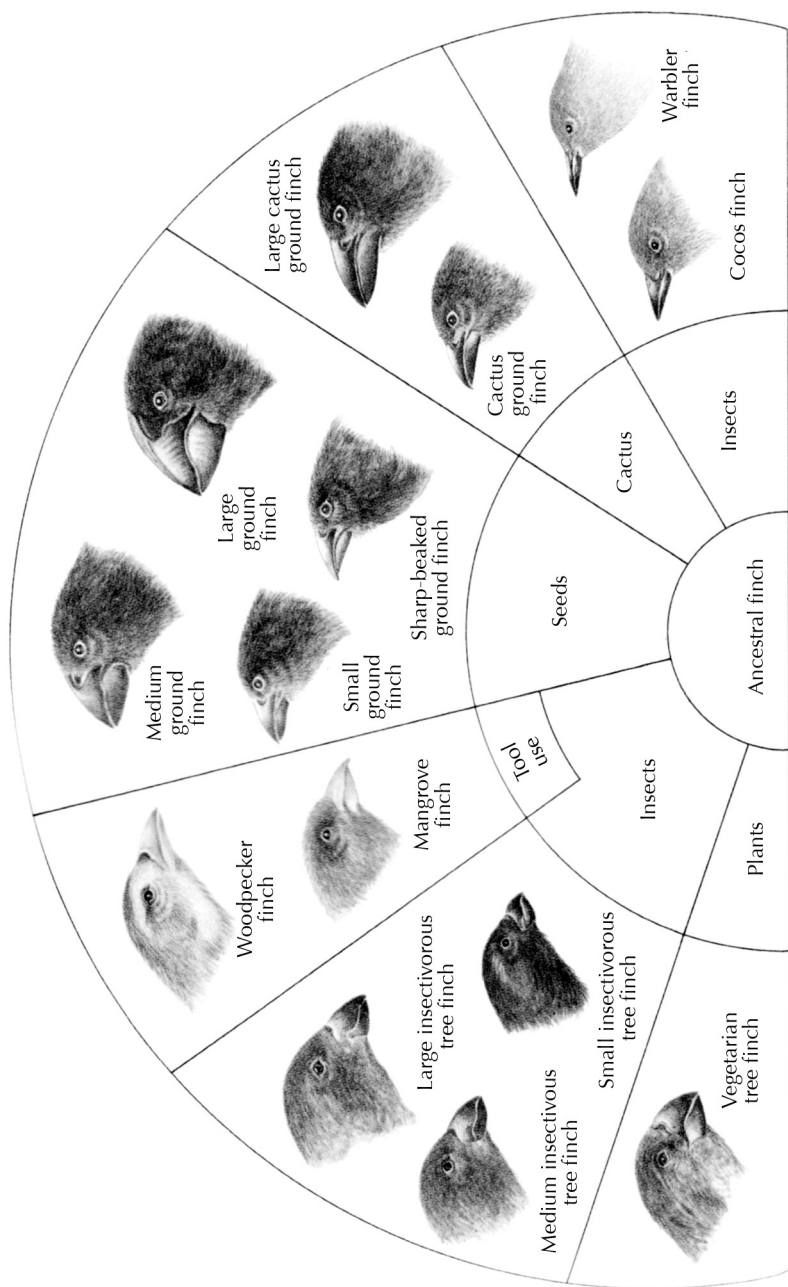 Warbler
finch
Cocos finch
Large cactus
ground finch
Cactus
ground
finch
Large
ground
finch
Sharp-beaked
ground finch
Medium
ground
finch
Small
ground
finch
Woodpecker
finch
Mangrove
finch
Large insectivorous
tree finch
Small insectivorous
tree finch
Medium insectivous
tree finch
Vegetarian
tree finch
Insects
Cactus
Seeds
Tool
use
Insects
Plants
Ancestral finch